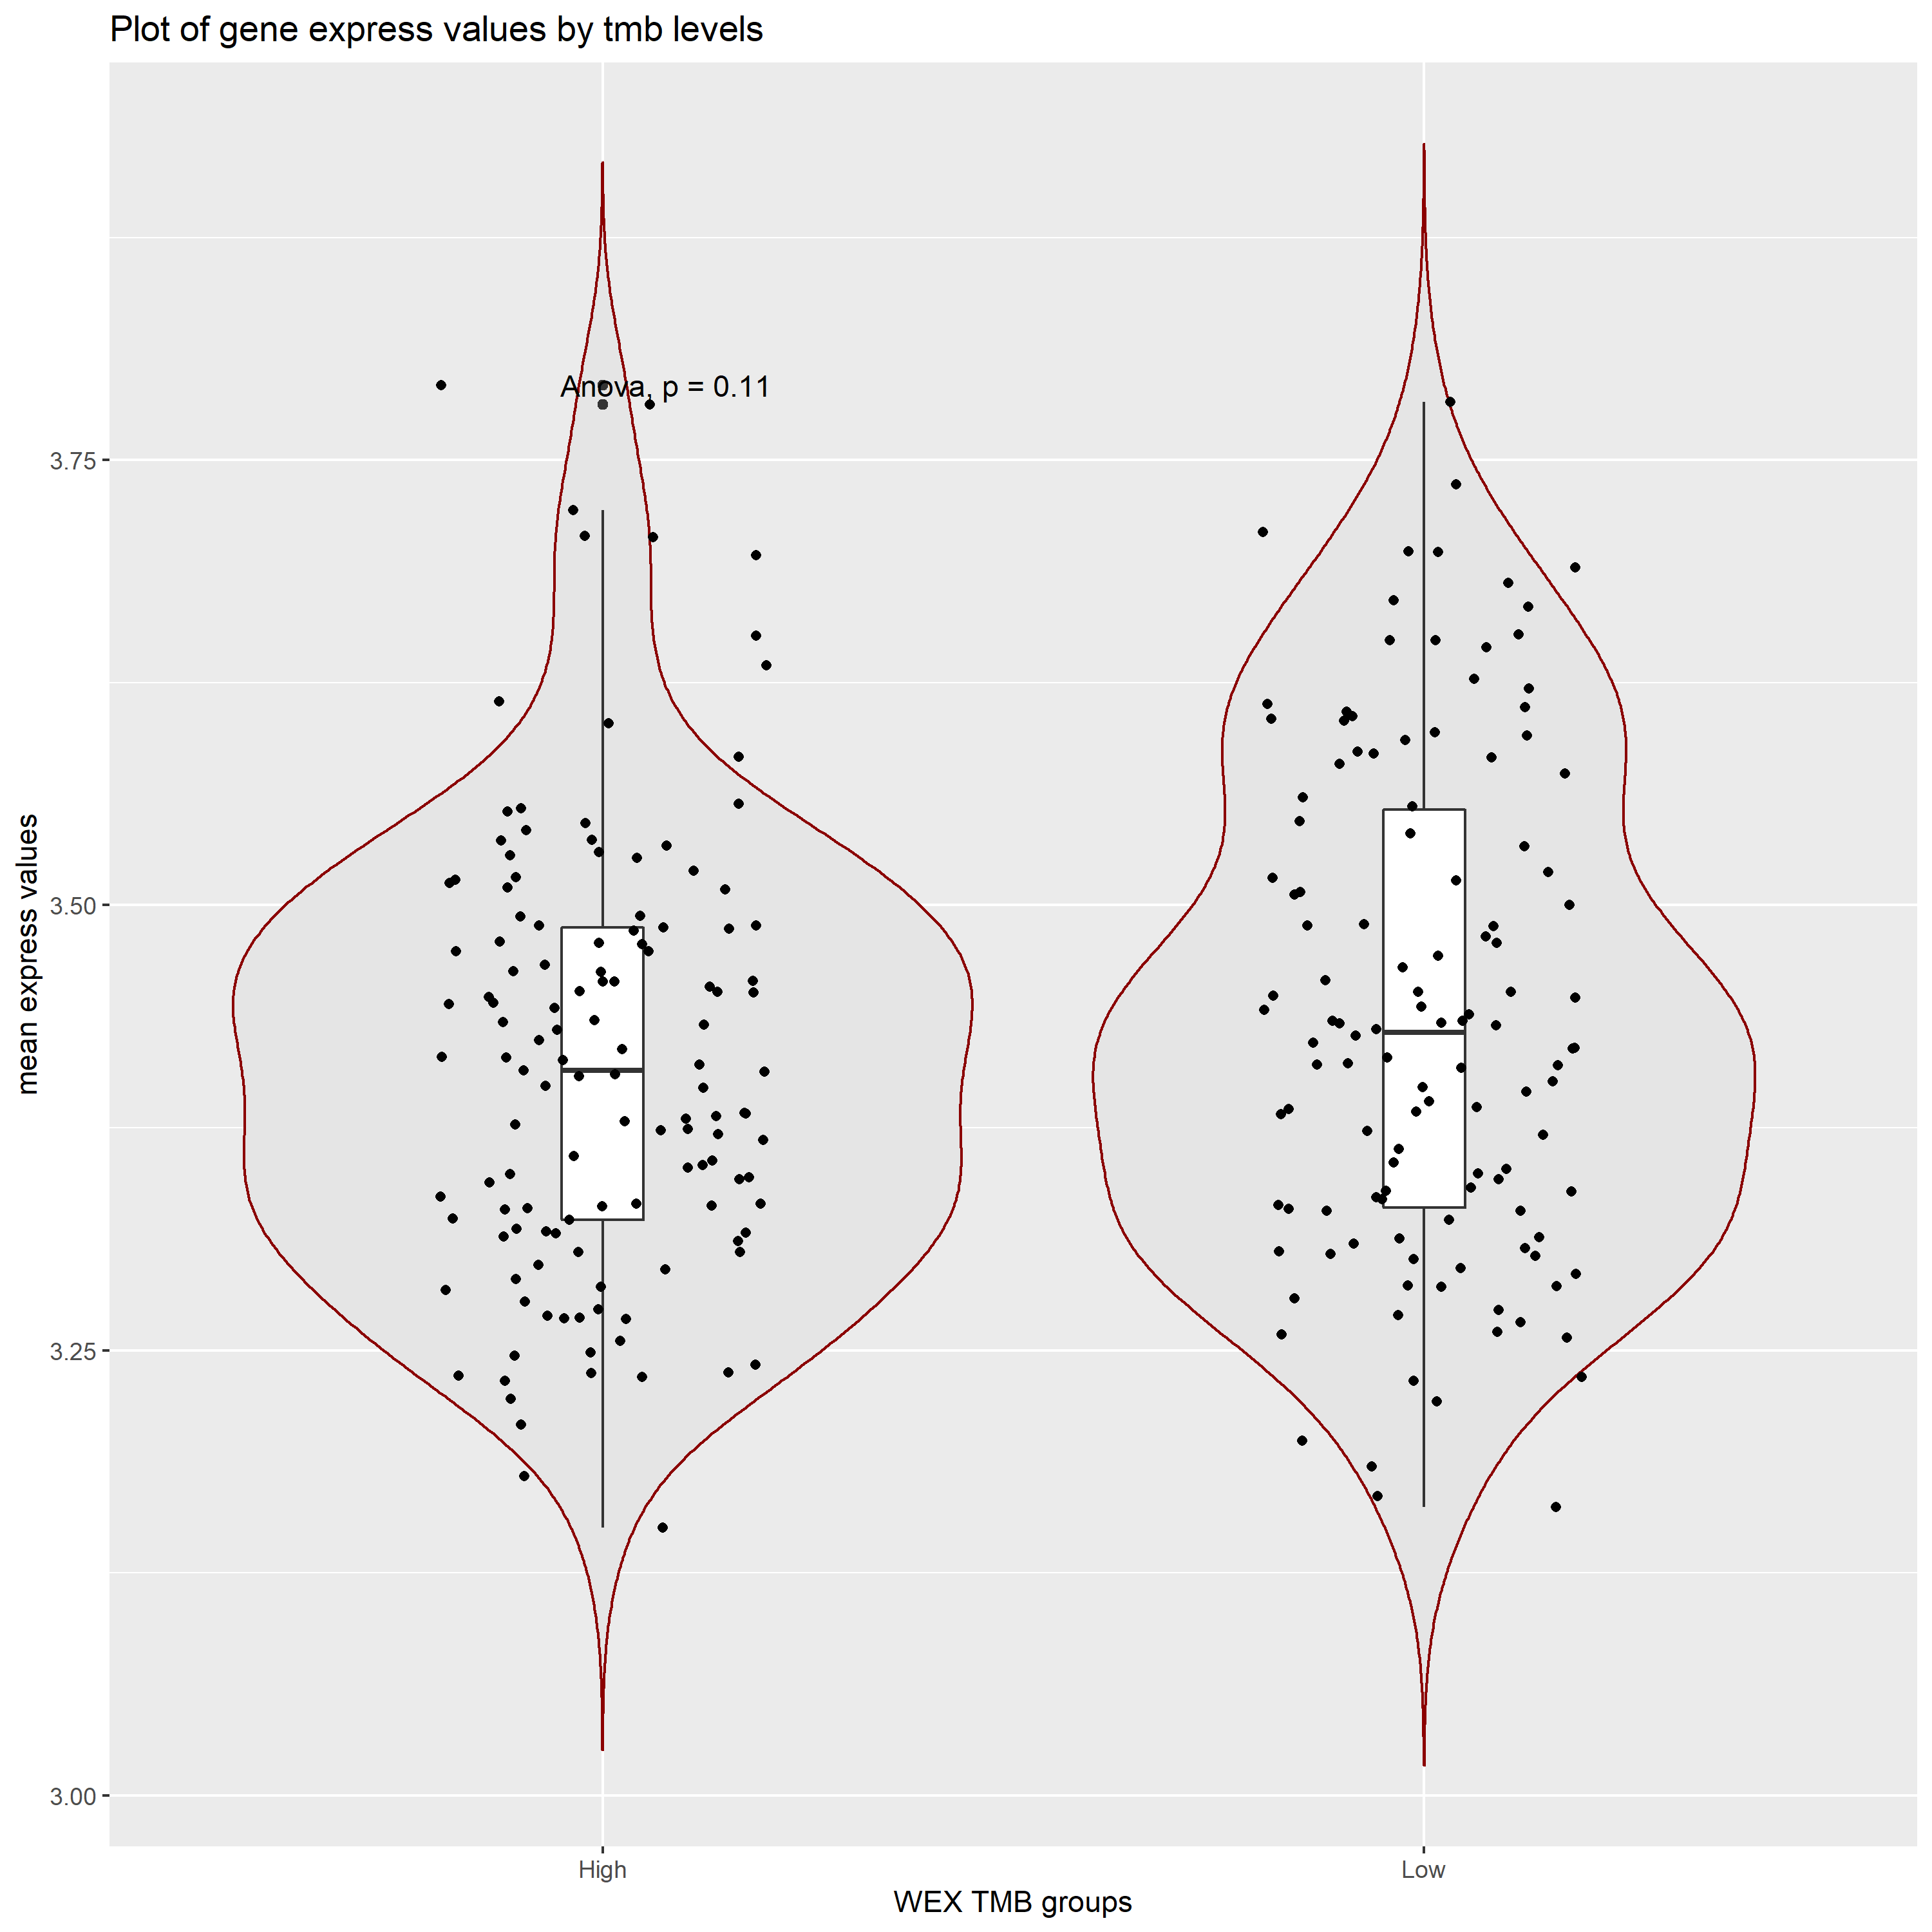 Plot of gene express values by tmb levels
Anova, p = 0.11
mean express values
3.75
3.50
3.25
3.00
High
Low
WEX TMB groups